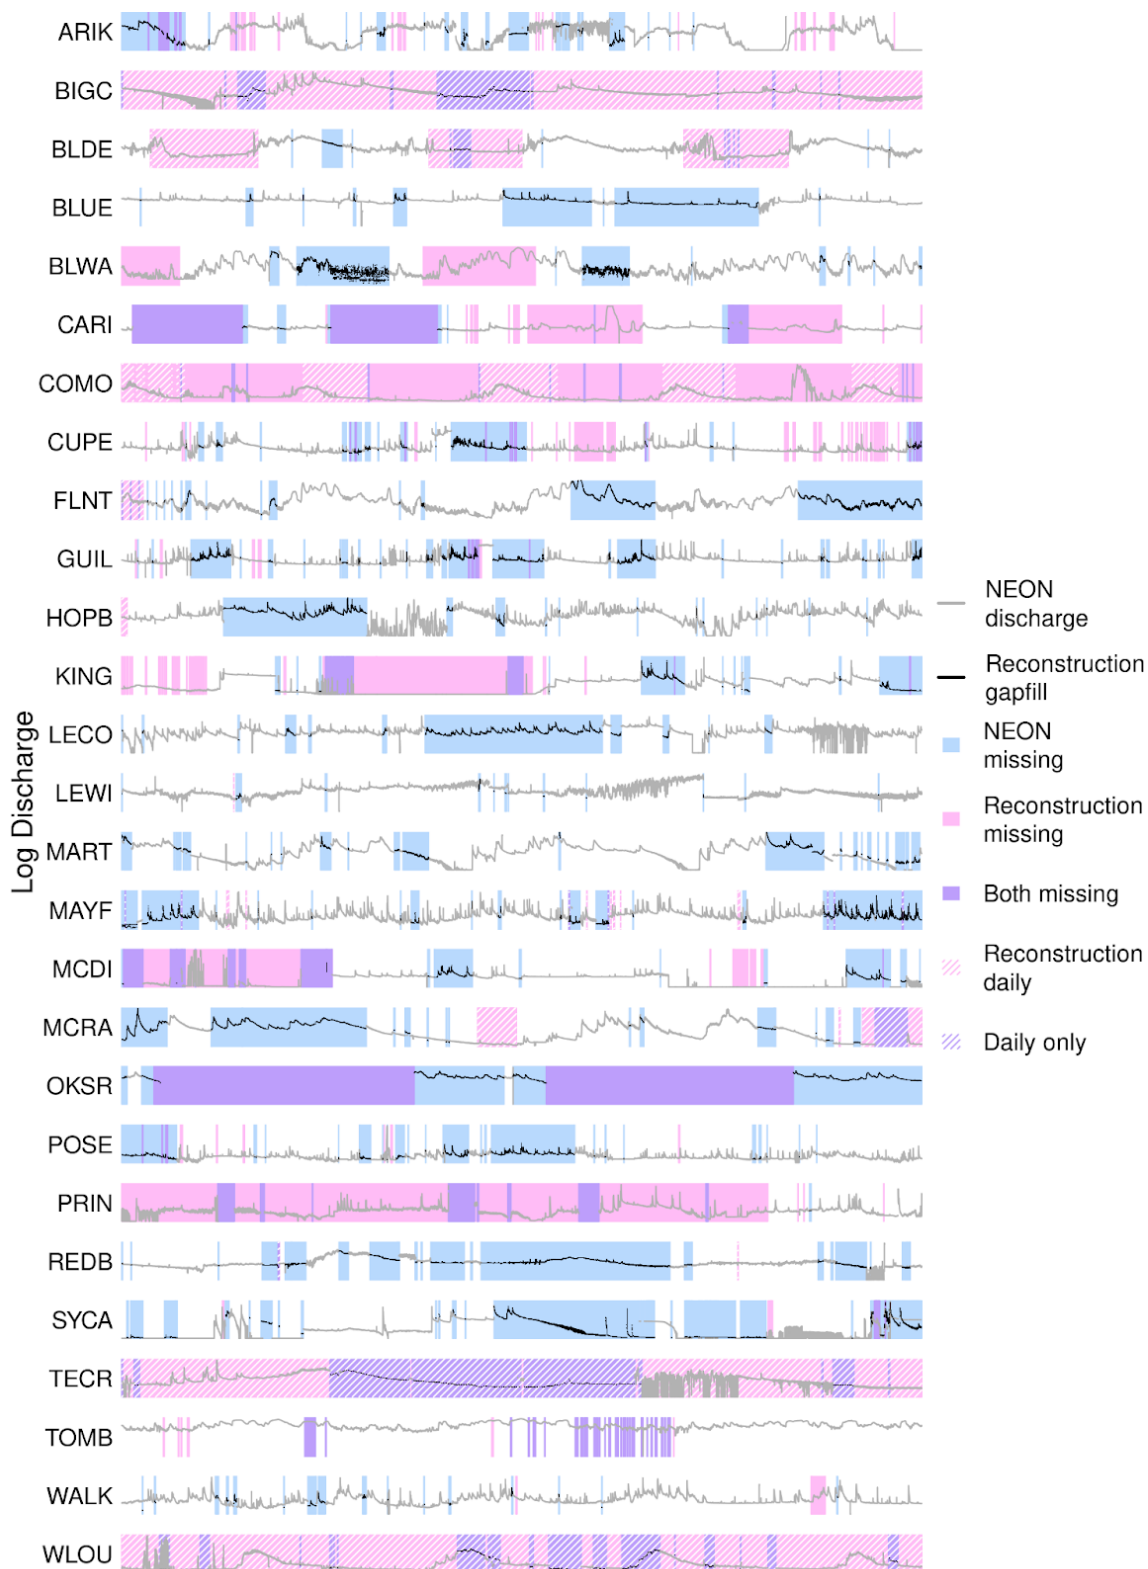 ARIK
BIGC
BLDE
BLUE
BLWA
CARI
COMO
CUPE
FLNT
GUIL
HOPB
KING
LECO
LEWI
MART
MAYF
MCDI
MCRA
OKSR
POSE
PRIN
REDB
SYCA
TECR
TOMB
WALK
WLOU
Log Discharge
NEON
discharge
Reconstruction
gapfill
NEON
missing
Reconstruction
missing
Both missing
Reconstruction
daily
Daily only